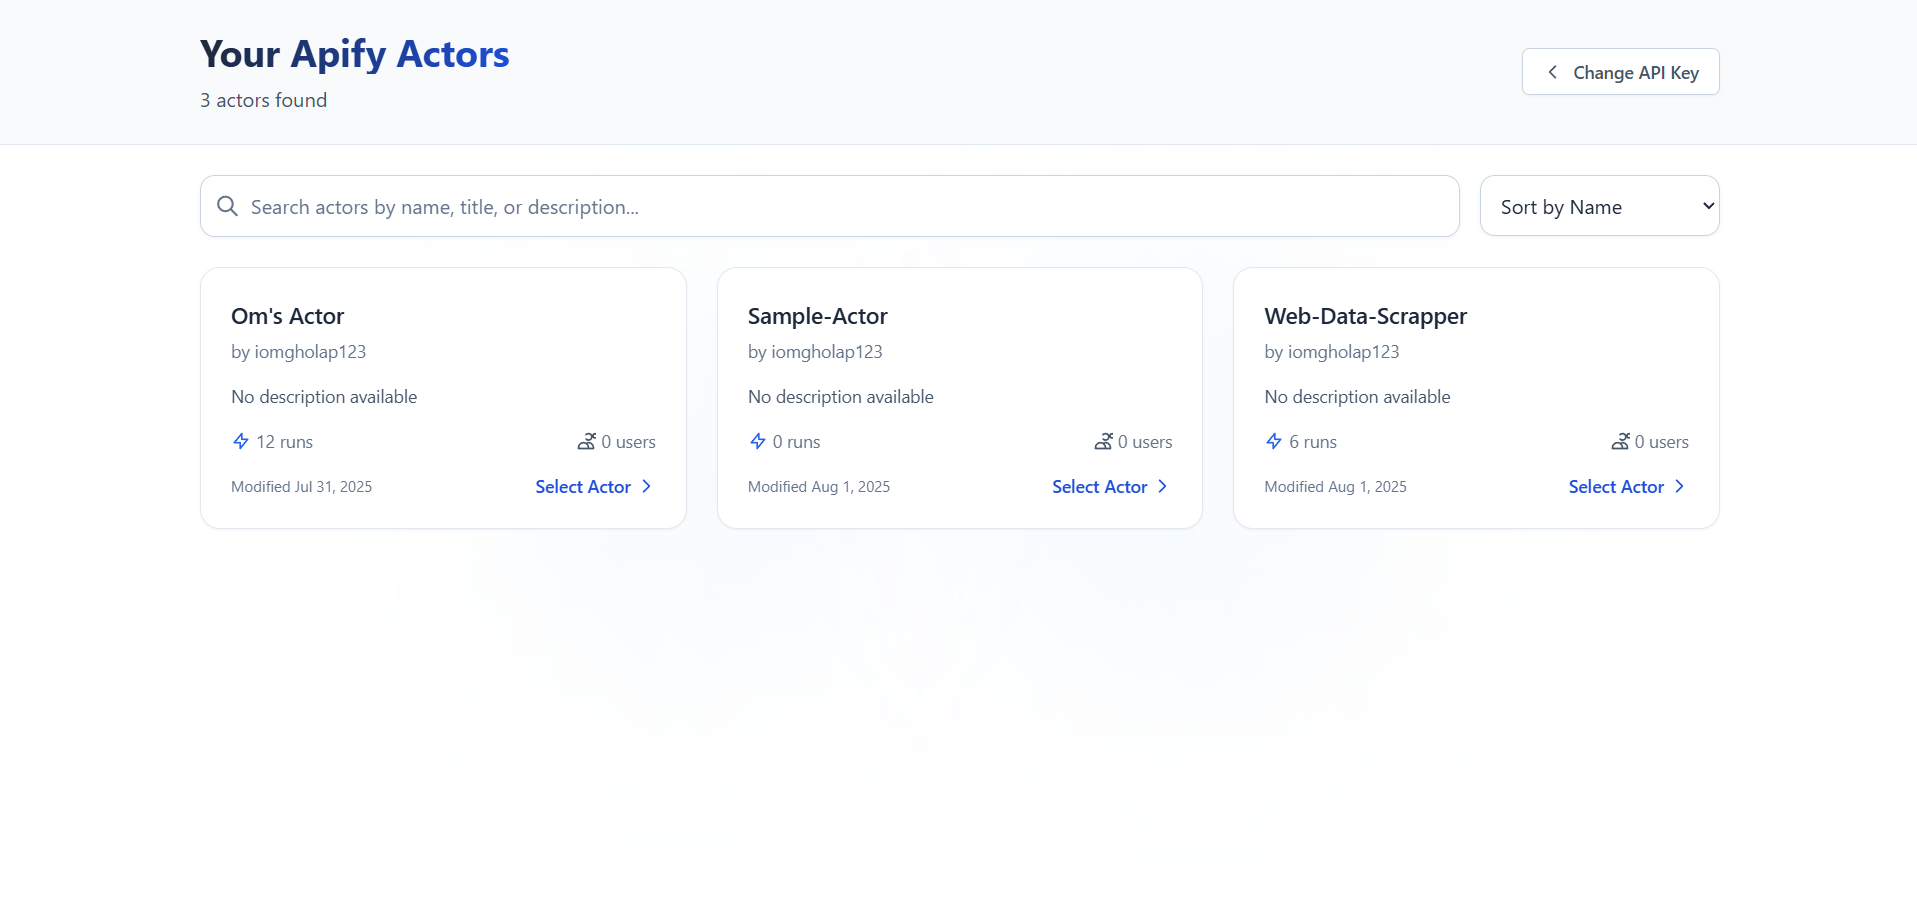 Your Apify Actors
3 actors found
Change API Key
Search actors by name, title, or description...
Sort by Name
Om's Actor
by iomgholap123
No description available
12 runs
0 users
Modified Jul 31, 2025
Select Actor
Sample-Actor
by iomgholap123
No description available
0 runs
0 users
Modified Aug 1, 2025
Select Actor
Web-Data-Scrapper
by iomgholap123
No description available
6 runs
0 users
Modified Aug 1, 2025
Select Actor